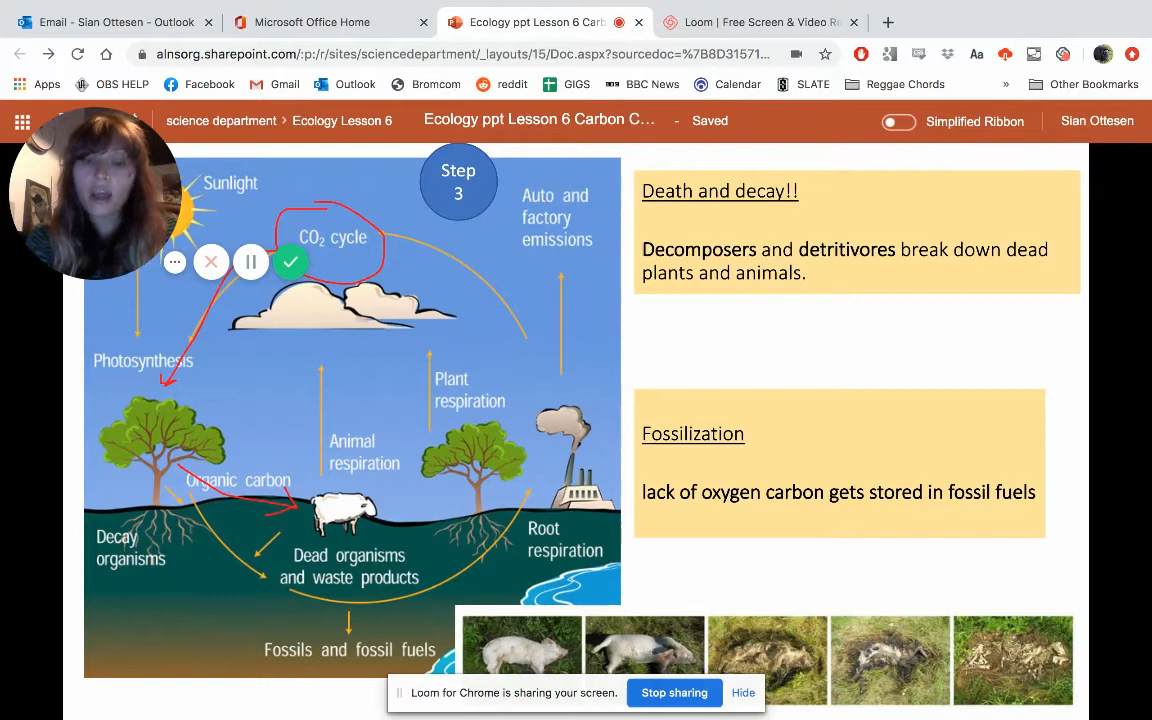 Email - Sian Ottesen - Outlook
Microsoft Office Home
Ecology ppt Lesson 6 Carb
Loom | Free Screen & Video Re
alnsorg.sharepoint.com/:p:/r/sites/sciencedepartment/_layouts/15/Doc.aspx?sourcedoc=%7B8D31571...
Apps
OBS HELP
Facebook
Gmail
Outlook
Bromcom
reddit
GIGS
BBC News
Calendar
SLATE
Reggae Chords
»
Other Bookmarks
science department › Ecology Lesson 6
Ecology ppt Lesson 6 Carbon C... - Saved
Simplified Ribbon
Sian Ottesen
Step
3
Sunlight
CO₂ cycle
Auto and
factory
emissions
Photosynthesis
Plant
respiration
Animal
respiration
Organic carbon
Decay
organisms
Dead organisms
and waste products
Root
respiration
Fossils and fossil fuels
Death and decay!!
Decomposers and detritivores break down dead
plants and animals.
Fossilization
lack of oxygen carbon gets stored in fossil fuels
Loom for Chrome is sharing your screen.
Stop sharing
Hide